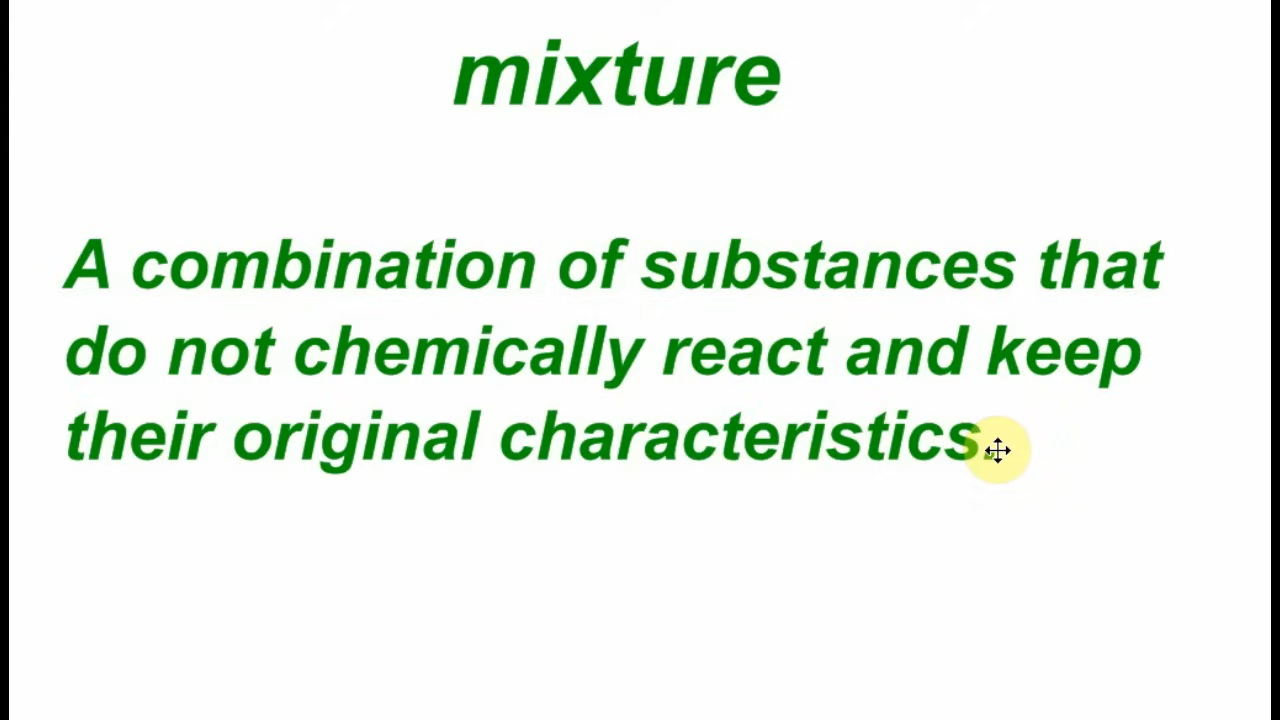 mixture
A combination of substances that
do not chemically react and keep
their original characteristics.